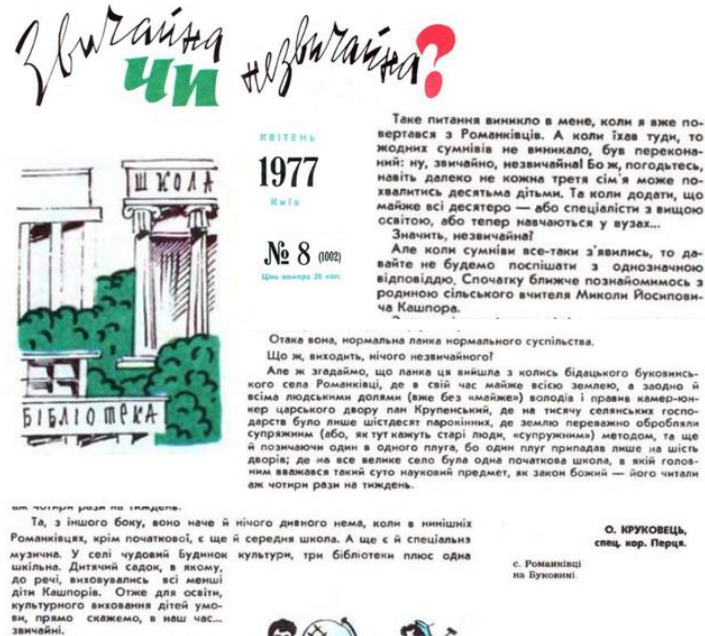 Звичайна
чи незвичайна?
КВІТЕНЬ
1977
Київ
№ 8 (1002)
Ціна номера 20 коп.
ШКОЛА
БІБЛІОТЕКА
Таке питання виникло в мене, коли я вже по-
вертався з Романківців. А коли їхав туди, то
жодних сумнівів не виникало, був перекона-
ний: ну, звичайно, незвичайна! Бо ж, погодьтесь,
навіть далеко не кожна третя сім'я може по-
хвалитись десятьма дітьми. Та коли додати, що
майже всі десятеро — або спеціалісти з вищою
освітою, або тепер навчаються у вузах...
Значить, незвичайна?
Але коли сумніви все-таки з'явились, то да-
вайте не будемо поспішати з однозначною
відповіддю. Спочатку ближче познайомимось з
родиною сільського вчителя Миколи Йосипови-
ча Кашпора.
Отака вона, нормальна ланка нормального суспільства.
Що ж, виходить, нічого незвичайного?
Але ж згадаймо, що ланка ця вийшла з колись бідацького буковинсь-
кого села Романківці, де в свій час майже всією землею, а заодно й
всіма людськими долями (вже без «майже») володів і правив камер-юн-
кер царського двору пан Крупенський, де на тисячу селянських госпо-
дарств було лише шістдесят парокінних, де землю переважно обробляли
супряжним (або, як тут кажуть старі люди, «супружним») методом, та ще
й позичаючи один в одного плуга, бо один плуг припадав лише на шість
дворів; де на все велике село була одна початкова школа, в якій голов-
ним вважався такий суто науковий предмет, як закон божий — його читали
аж чотири рази на тиждень.
аж чотири рази на тиждень.
Та, з іншого боку, воно наче й нічого дивного нема, коли в нинішніх
Романківцях, крім початкової, є ще й середня школа. А ще є й спеціальна
музична. У селі чудовий Будинок культури, три бібліотеки плюс одна
шкільна. Дитячий садок, в якому,
до речі, виховувались всі менші
діти Кашпорів. Отже для освіти,
культурного виховання дітей умо-
ви, прямо скажемо, в наш час...
звичайні.
О. КРУКОВЕЦЬ,
спец. кор. Перця.
с. Романківці
на Буковині.